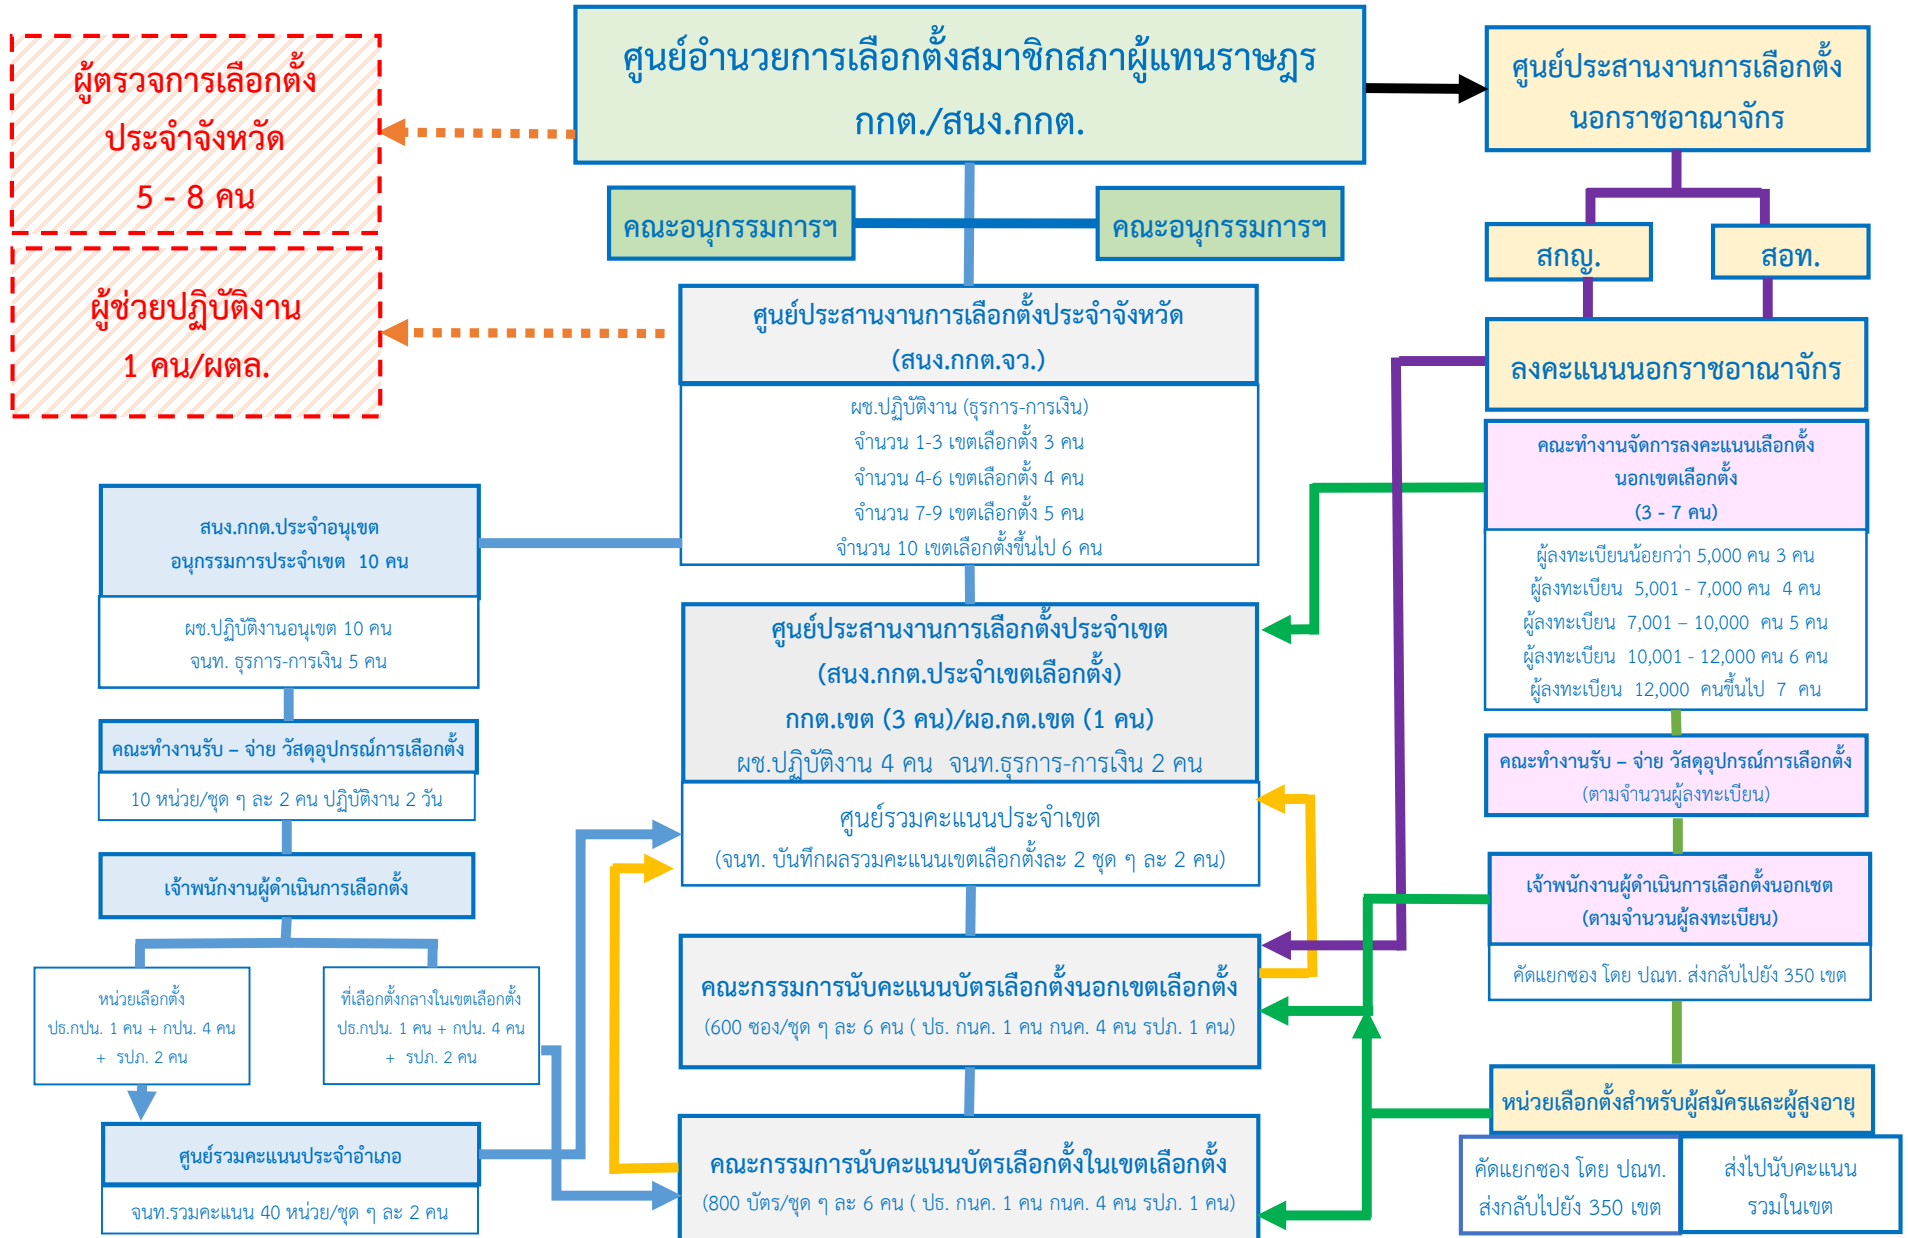 ศูนย์อำนวยการเลือกตั้งสมาชิกสภาผู้แทนราษฎร
กกต./สนง.กกต.
ผู้ตรวจการเลือกตั้ง
ประจำจังหวัด
5 - 8 คน
ผู้ช่วยปฏิบัติงาน
1 คน/ผตล.
คณะอนุกรรมการฯ
คณะอนุกรรมการฯ
ศูนย์ประสานงานการเลือกตั้ง
นอกราชอาณาจักร
สกญ.
สอท.
ลงคะแนนนอกราชอาณาจักร
ศูนย์ประสานงานการเลือกตั้งประจำจังหวัด
(สนง.กกต.จว.)
ผช.ปฏิบัติงาน (ธุรการ-การเงิน)
จำนวน 1-3 เขตเลือกตั้ง 3 คน
จำนวน 4-6 เขตเลือกตั้ง 4 คน
จำนวน 7-9 เขตเลือกตั้ง 5 คน
จำนวน 10 เขตเลือกตั้งขึ้นไป 6 คน
สนง.กกต.ประจำอนุเขต
อนุกรรมการประจำเขต 10 คน
ผช.ปฏิบัติงานอนุเขต 10 คน
จนท. ธุรการ-การเงิน 5 คน
คณะทำงานรับ – จ่าย วัสดุอุปกรณ์การเลือกตั้ง
10 หน่วย/ชุด ๆ ละ 2 คน ปฏิบัติงาน 2 วัน
เจ้าพนักงานผู้ดำเนินการเลือกตั้ง
หน่วยเลือกตั้ง
ปธ.กปน. 1 คน + กปน. 4 คน
+ รปภ. 2 คน
ที่เลือกตั้งกลางในเขตเลือกตั้ง
ปธ.กปน. 1 คน + กปน. 4 คน
+ รปภ. 2 คน
ศูนย์รวมคะแนนประจำอำเภอ
จนท.รวมคะแนน 40 หน่วย/ชุด ๆ ละ 2 คน
ศูนย์ประสานงานการเลือกตั้งประจำเขต
(สนง.กกต.ประจำเขตเลือกตั้ง)
กกต.เขต (3 คน)/ผอ.กต.เขต (1 คน)
ผช.ปฏิบัติงาน 4 คน จนท.ธุรการ-การเงิน 2 คน
ศูนย์รวมคะแนนประจำเขต
(จนท. บันทึกผลรวมคะแนนเขตเลือกตั้งละ 2 ชุด ๆ ละ 2 คน)
คณะกรรมการนับคะแนนบัตรเลือกตั้งนอกเขตเลือกตั้ง
(600 ซอง/ชุด ๆ ละ 6 คน ( ปธ. กนค. 1 คน กนค. 4 คน รปภ. 1 คน)
คณะกรรมการนับคะแนนบัตรเลือกตั้งในเขตเลือกตั้ง
(800 บัตร/ชุด ๆ ละ 6 คน ( ปธ. กนค. 1 คน กนค. 4 คน รปภ. 1 คน)
คณะทำงานจัดการลงคะแนนเลือกตั้ง
นอกเขตเลือกตั้ง
(3 - 7 คน)
ผู้ลงทะเบียนน้อยกว่า 5,000 คน 3 คน
ผู้ลงทะเบียน 5,001 - 7,000 คน 4 คน
ผู้ลงทะเบียน 7,001 – 10,000 คน 5 คน
ผู้ลงทะเบียน 10,001 - 12,000 คน 6 คน
ผู้ลงทะเบียน 12,000 คนขึ้นไป 7 คน
คณะทำงานรับ – จ่าย วัสดุอุปกรณ์การเลือกตั้ง
(ตามจำนวนผู้ลงทะเบียน)
เจ้าพนักงานผู้ดำเนินการเลือกตั้งนอกเชต
(ตามจำนวนผู้ลงทะเบียน)
คัดแยกซอง โดย ปณท. ส่งกลับไปยัง 350 เขต
หน่วยเลือกตั้งสำหรับผู้สมัครและผู้สูงอายุ
คัดแยกซอง โดย ปณท.
ส่งกลับไปยัง 350 เขต
ส่งไปนับคะแนน
รวมในเขต